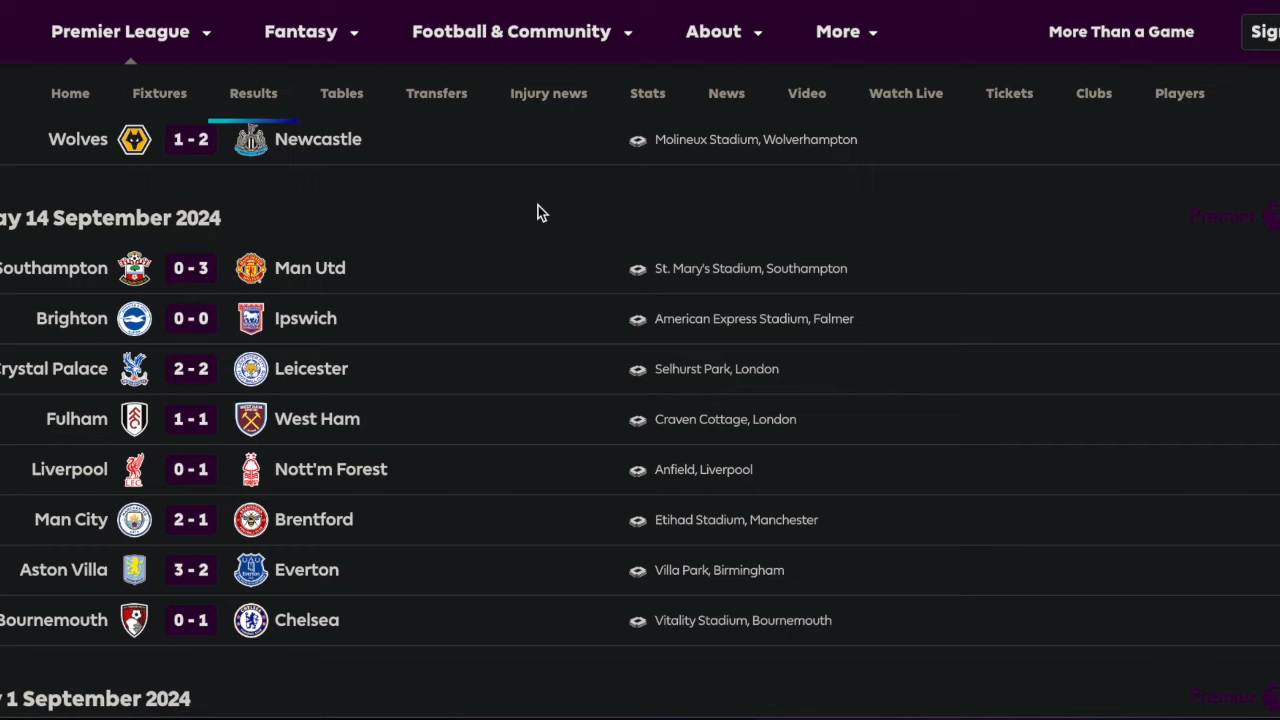 Premier League Fantasy Football & Community About More More Than a Game Sig
Home Fixtures Results Tables Transfers Injury news Stats News Video Watch Live Tickets Clubs Players
Wolves 1 - 2 Newcastle Molineux Stadium, Wolverhampton
ay 14 September 2024 Premier
Southampton 0 - 3 Man Utd St. Mary's Stadium, Southampton
Brighton 0 - 0 Ipswich American Express Stadium, Falmer
Crystal Palace 2 - 2 Leicester Selhurst Park, London
Fulham 1 - 1 West Ham Craven Cottage, London
Liverpool 0 - 1 Nott'm Forest Anfield, Liverpool
Man City 2 - 1 Brentford Etihad Stadium, Manchester
Aston Villa 3 - 2 Everton Villa Park, Birmingham
Bournemouth 0 - 1 Chelsea Vitality Stadium, Bournemouth
y 1 September 2024 Premier